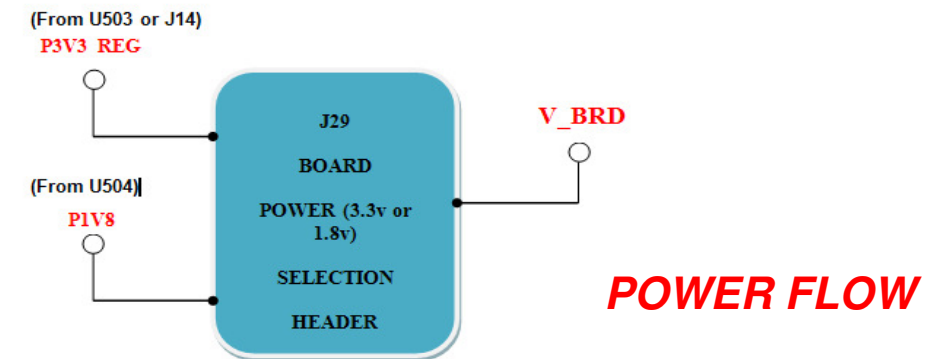 (From U503 or J14)
P3V3 REG
(From U504)
P1V8
J29
BOARD
POWER (3.3v or
1.8v)
SELECTION
HEADER
V_BRD
POWER FLOW